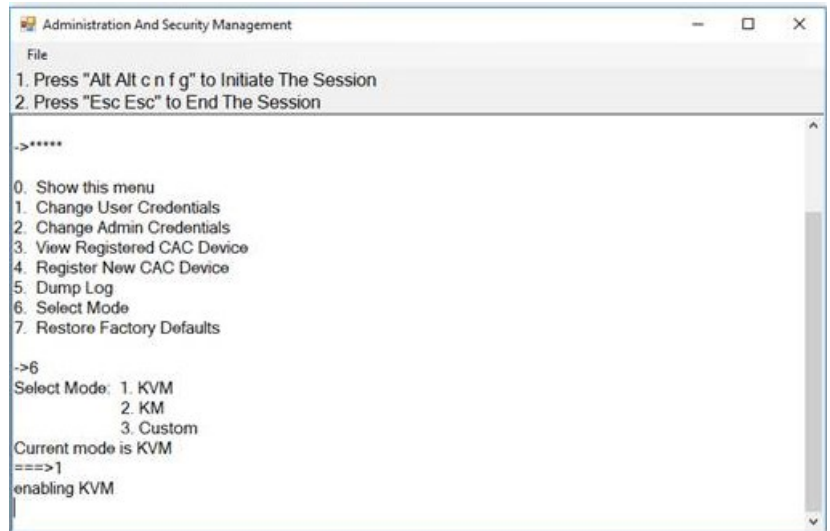 Administration And Security Management
File
1. Press "Alt Alt c n f g" to Initiate The Session
2. Press "Esc Esc" to End The Session
->*****
0. Show this menu
1. Change User Credentials
2. Change Admin Credentials
3. View Registered CAC Device
4. Register New CAC Device
5. Dump Log
6. Select Mode
7. Restore Factory Defaults
->6
Select Mode: 1. KVM
2. KM
3. Custom
Current mode is KVM
===>1
enabling KVM